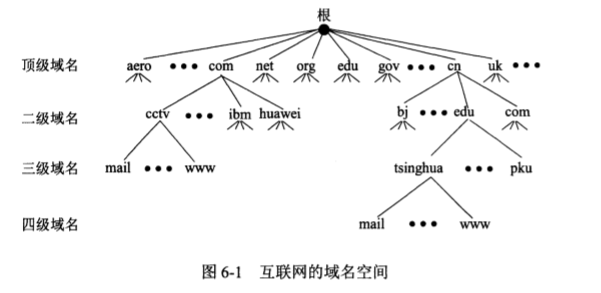 根
顶级域名 aero ••• com net org edu gov ••• cn uk •••
二级域名 cctv ••• ibm huawei bj ••• edu com
三级域名 mail ••• www tsinghua ••• pku
四级域名 mail ••• www
图 6-1 互联网的域名空间